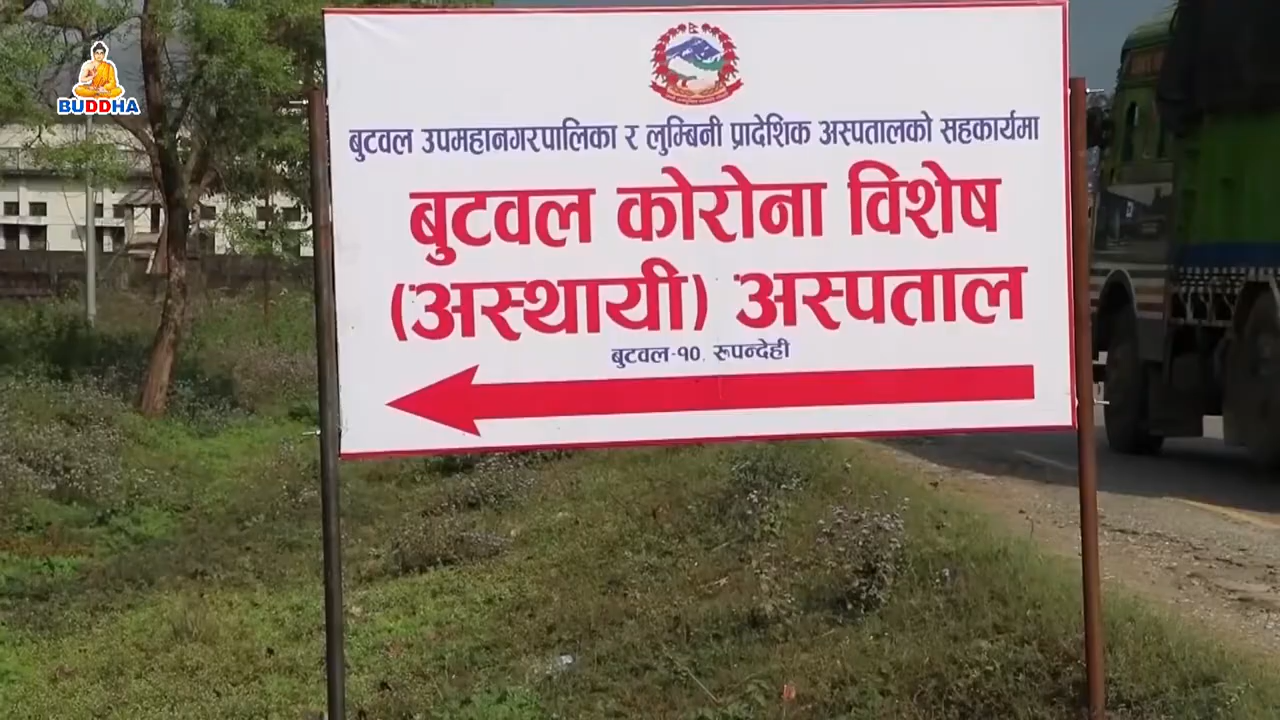 BUDDHA
बुटवल उपमहानगरपालिका र लुम्बिनी प्रादेशिक अस्पतालको सहकार्यमा
बुटवल कोरोना विशेष
(अस्थायी) अस्पताल
बुटवल-१०, रुपन्देही